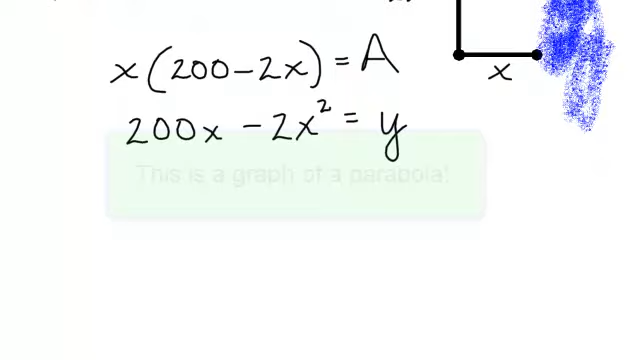 x(200-2x) = A
x
200x - 2x² = y
This is a graph of a parabola!